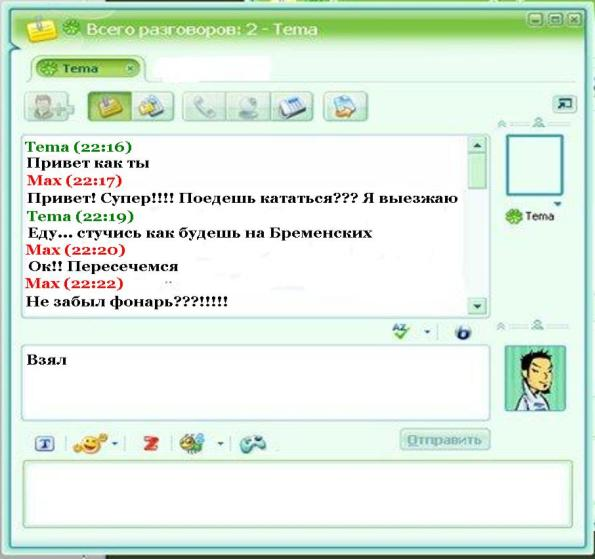 Всего разговоров: 2 - Tema
Tema
Tema (22:16)
Привет как ты
Max (22:17)
Привет! Супер!!!! Поедешь кататься??? Я выезжаю
Tema (22:19)
Еду... стучись как будешь на Бременских
Max (22:20)
Ок!! Пересечемся
Max (22:22)
Не забыл фонарь???!!!!!
Tema
AZ
Взял
T
Z
Отправить